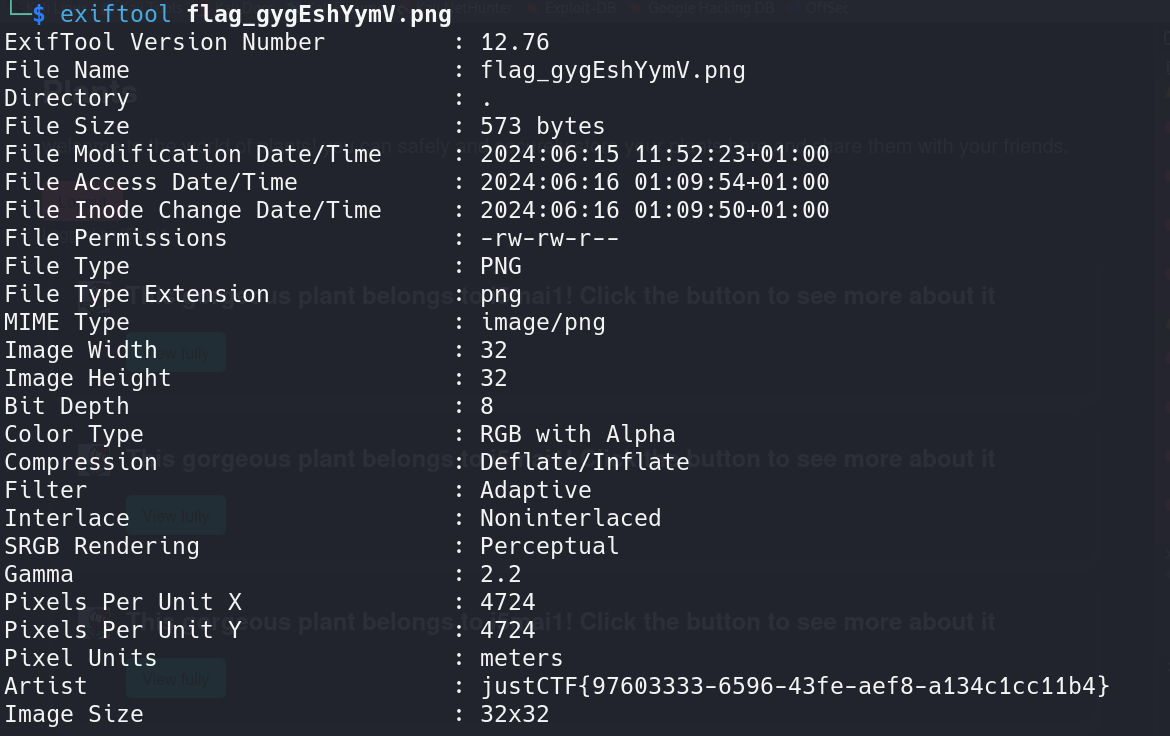 └─$ exiftool flag_gygEshYymV.png
ExifTool Version Number : 12.76
File Name : flag_gygEshYymV.png
Directory : .
File Size : 573 bytes
File Modification Date/Time : 2024:06:15 11:52:23+01:00
File Access Date/Time : 2024:06:16 01:09:54+01:00
File Inode Change Date/Time : 2024:06:16 01:09:50+01:00
File Permissions : -rw-rw-r--
File Type : PNG
File Type Extension : png
MIME Type : image/png
Image Width : 32
Image Height : 32
Bit Depth : 8
Color Type : RGB with Alpha
Compression : Deflate/Inflate
Filter : Adaptive
Interlace : Noninterlaced
SRGB Rendering : Perceptual
Gamma : 2.2
Pixels Per Unit X : 4724
Pixels Per Unit Y : 4724
Pixel Units : meters
Artist : justCTF{97603333-6596-43fe-aef8-a134c1cc11b4}
Image Size : 32x32